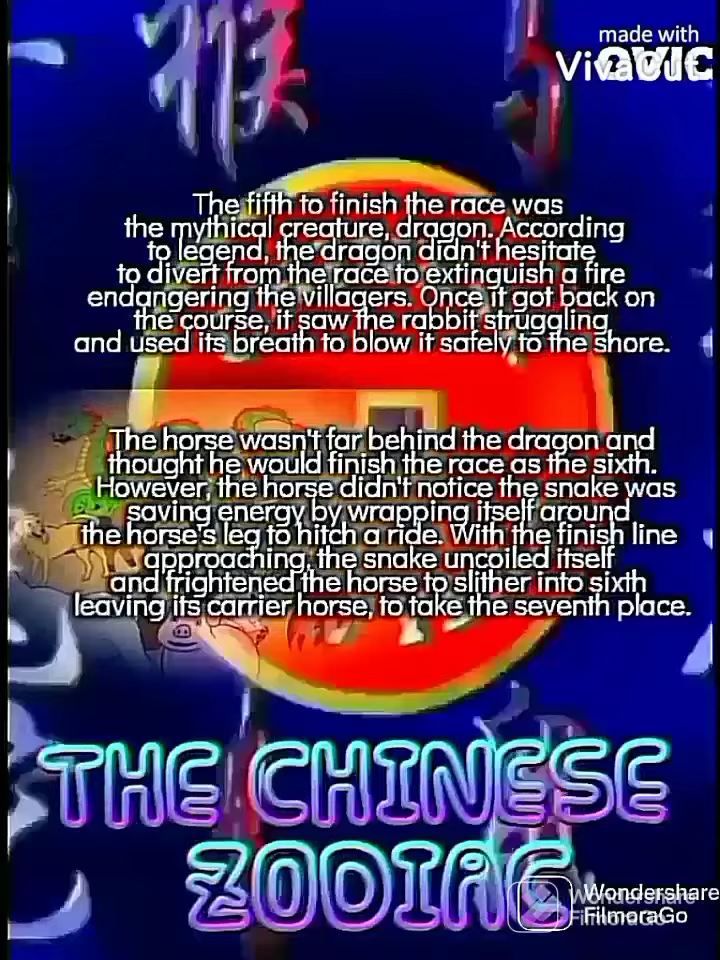 猴
made with
VivaCut
The fifth to finish the race was
the mythical creature, dragon. According
to legend, the dragon didn't hesitate
to divert from the race to extinguish a fire
endangering the villagers. Once it got back on
the course, it saw the rabbit struggling
and used its breath to blow it safely to the shore.
The horse wasn't far behind the dragon and
thought he would finish the race as the sixth.
However, the horse didn't notice the snake was
saving energy by wrapping itself around
the horse's leg to hitch a ride. With the finish line
approaching, the snake uncoiled itself
and frightened the horse to slither into sixth
leaving its carrier horse, to take the seventh place.
THE CHINESE
ZODIAC
Wondershare
FilmoraGo
Wondershare
FilmoraGo